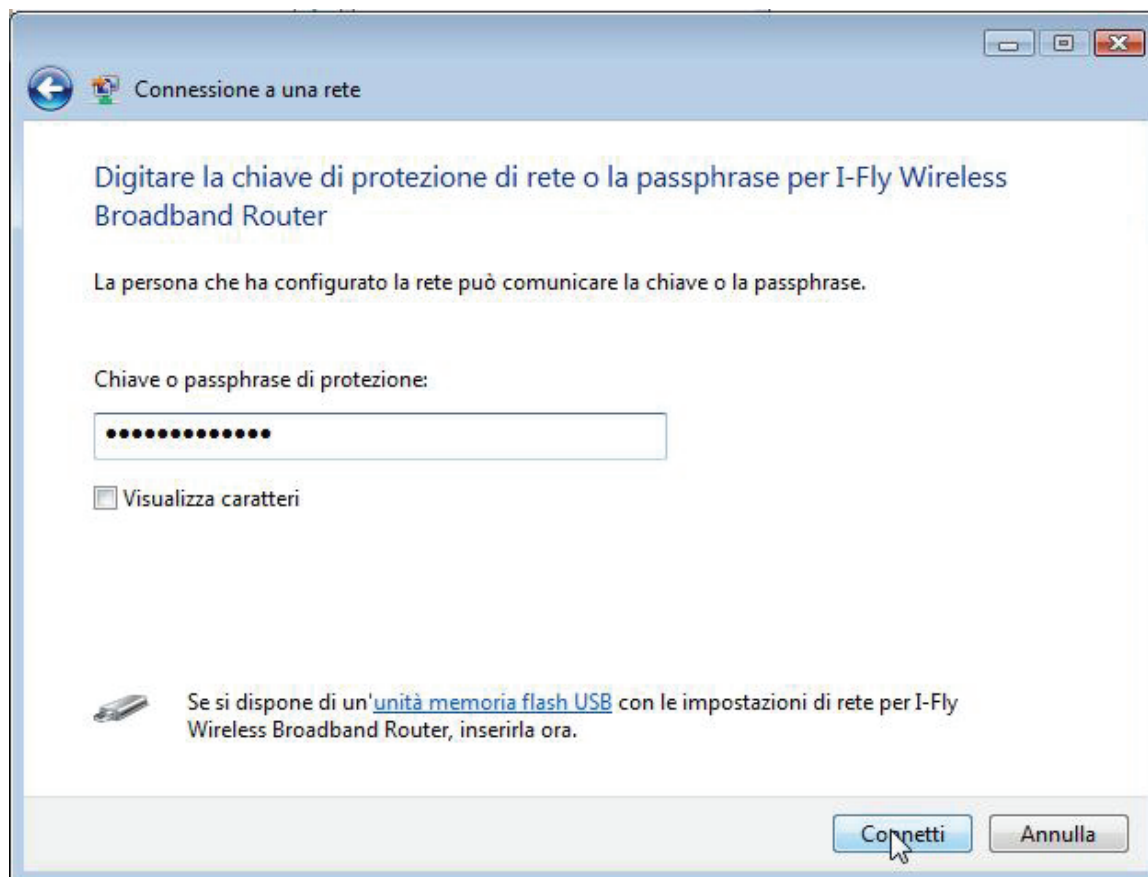 Connessione a una rete
Digitare la chiave di protezione di rete o la passphrase per I-Fly Wireless
Broadband Router
La persona che ha configurato la rete può comunicare la chiave o la passphrase.
Chiave o passphrase di protezione:
•••••••••••••
Visualizza caratteri
Se si dispone di un'unità memoria flash USB con le impostazioni di rete per I-Fly
Wireless Broadband Router, inserirla ora.
Connetti Annulla